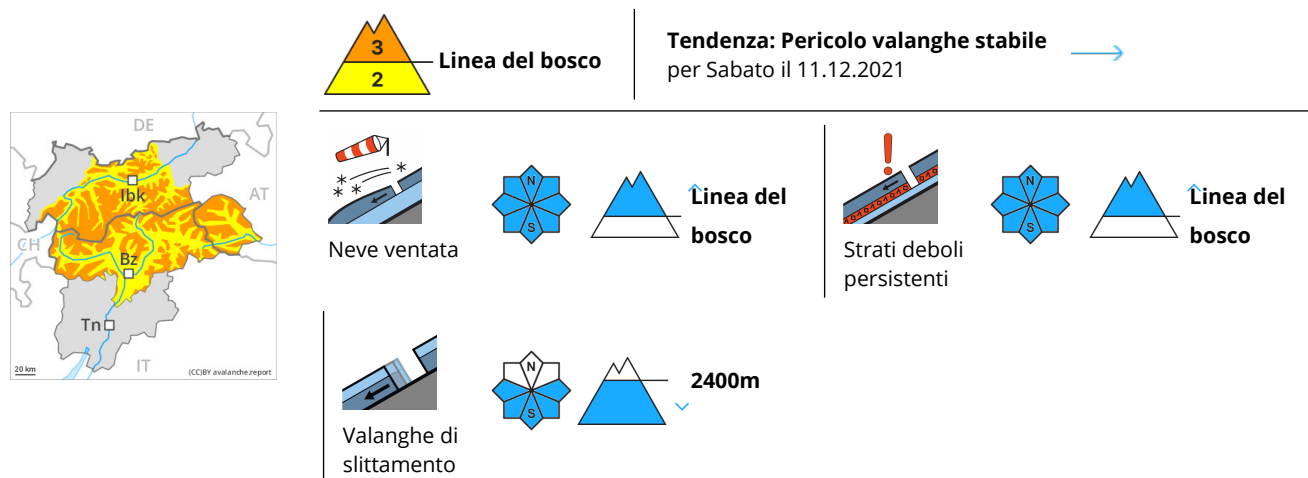 3
2
Linea del bosco
Tendenza: Pericolo valanghe stabile
per Sabato il 11.12.2021
DE
Ibk
AT
CH
Bz
Tn
IT
20 km
(CC)BY avalanche.report
N
S
Linea del
bosco
Neve ventata
N
S
Linea del
bosco
Strati deboli
persistenti
N
S
2400m
Valanghe di
slittamento